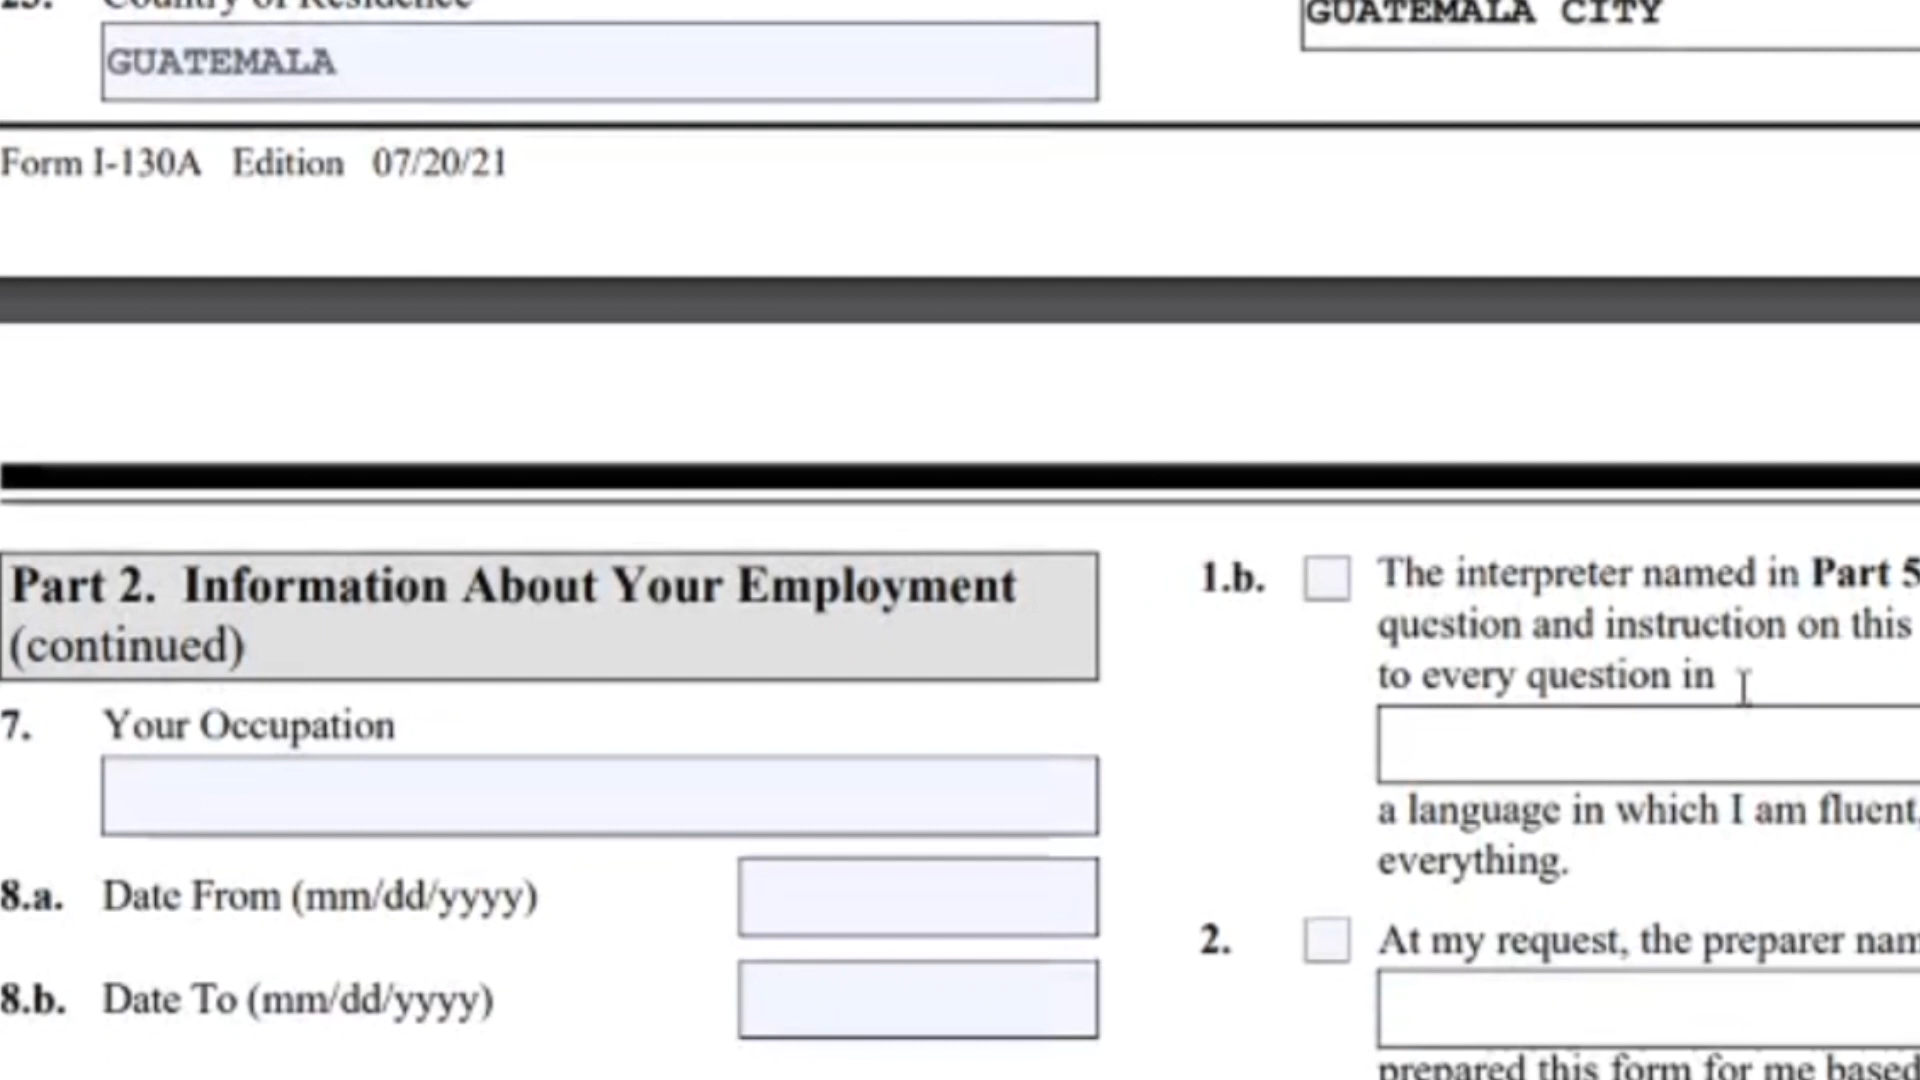 23. Country of Residence
GUATEMALA
GUATEMALA CITY
Form I-130A Edition 07/20/21
Part 2. Information About Your Employment
(continued)
7. Your Occupation
8.a. Date From (mm/dd/yyyy)
8.b. Date To (mm/dd/yyyy)
1.b. The interpreter named in Part 5
question and instruction on this
to every question in
a language in which I am fluent,
everything.
2. At my request, the preparer nam
prepared this form for me based